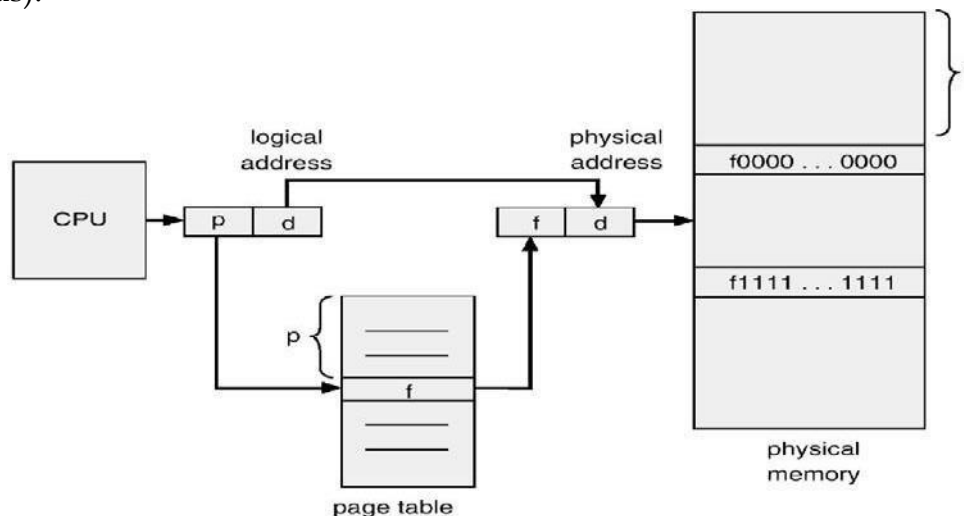 logical
address
physical
address
f0000 ... 0000
CPU
p
d
f
d
f1111 ... 1111
p
f
physical
memory
page table